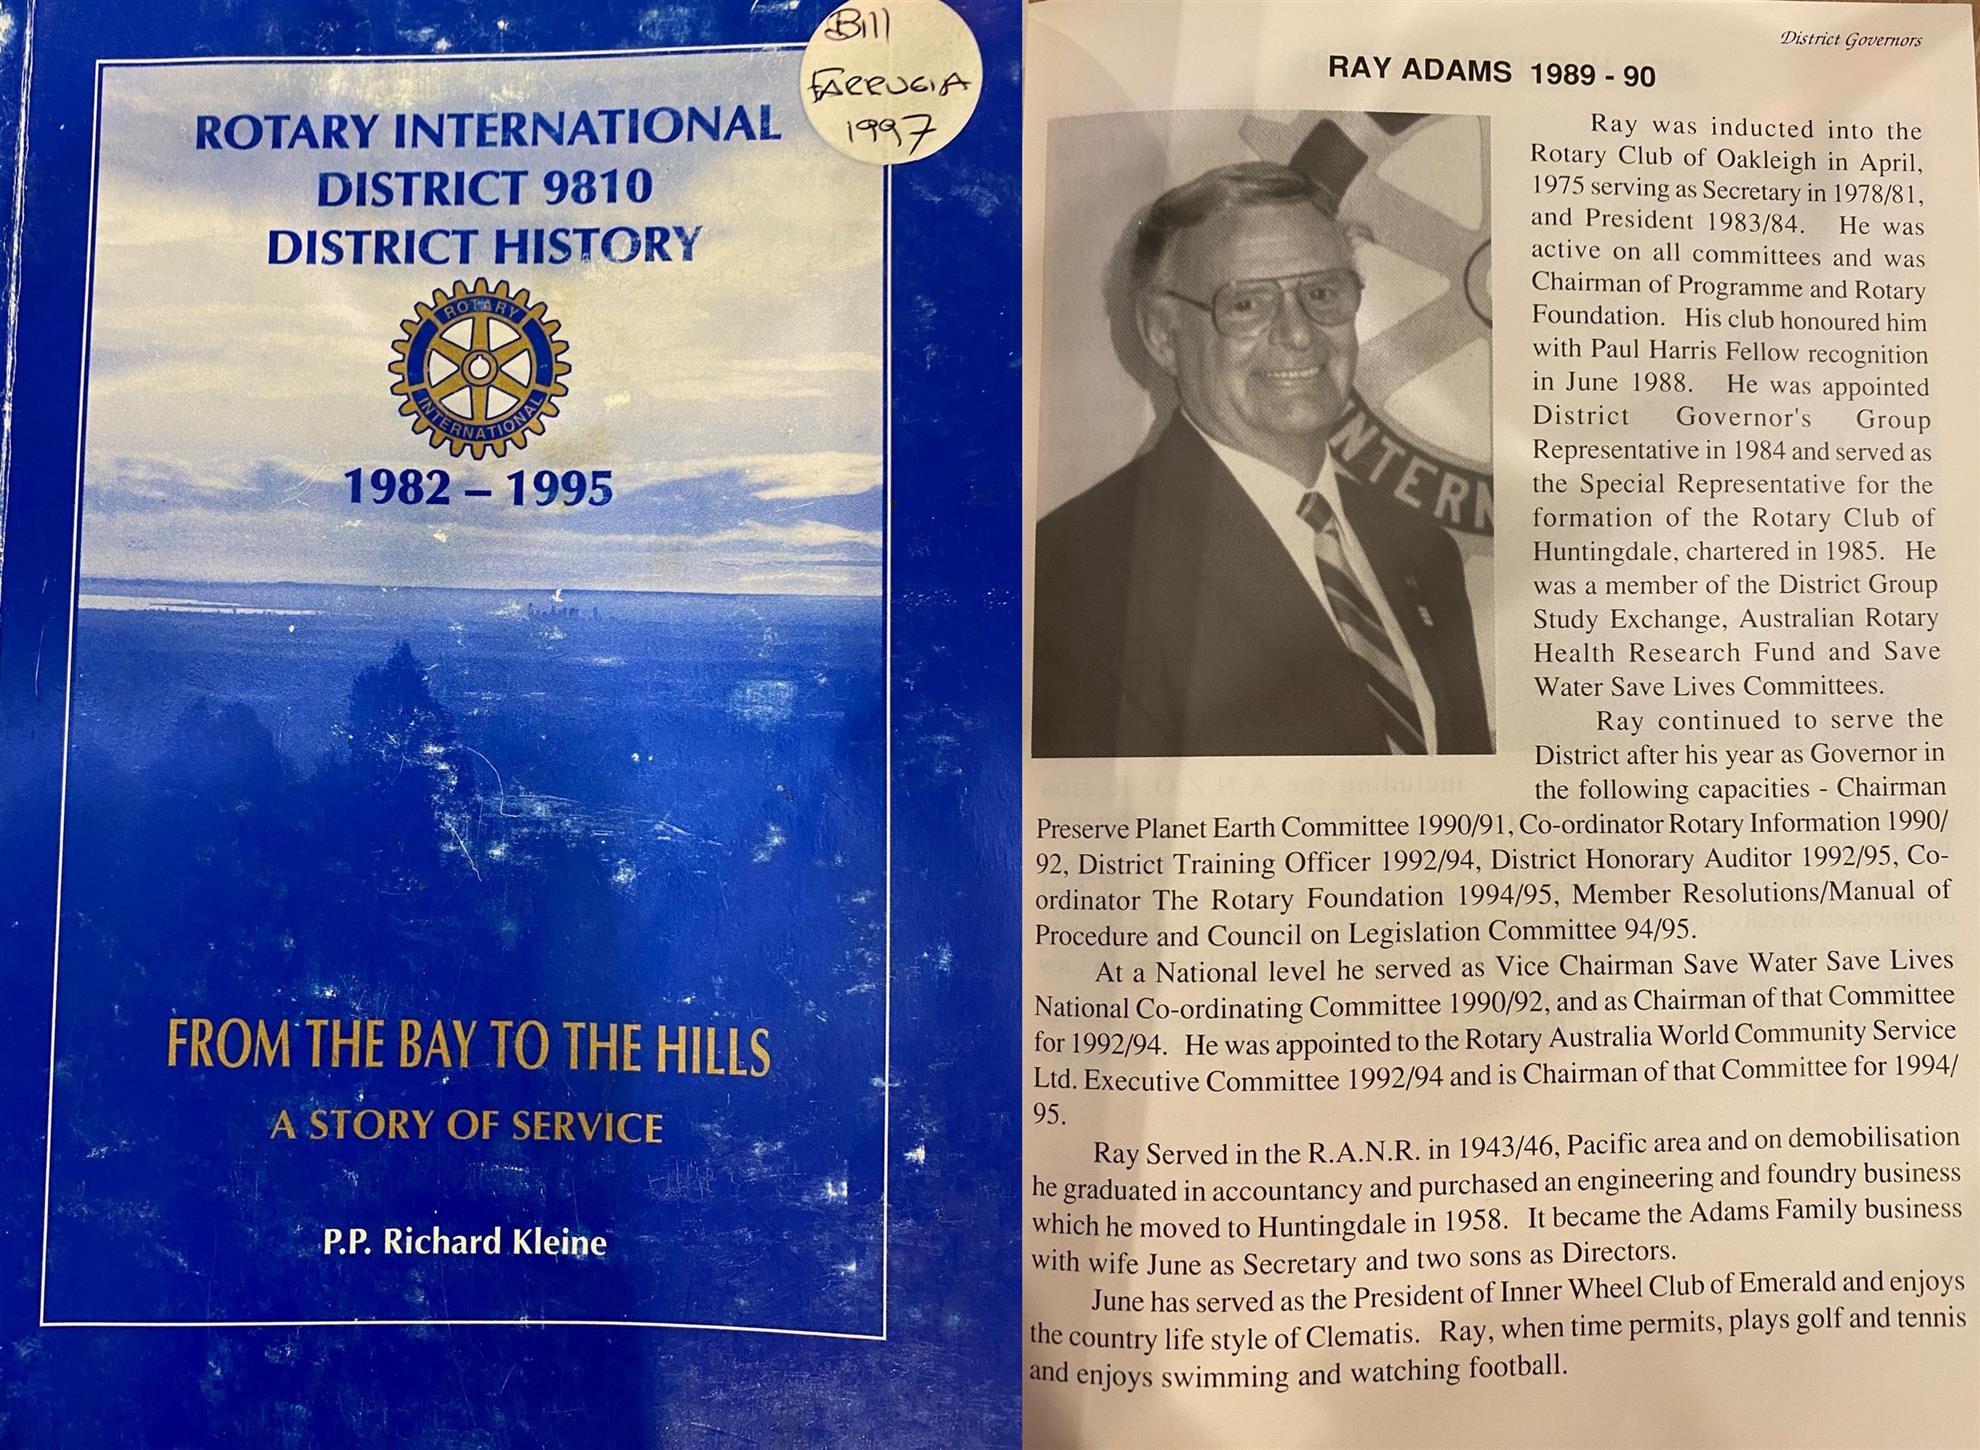 Bill
FARRUGIA
1997
ROTARY INTERNATIONAL
DISTRICT 9810
DISTRICT HISTORY
ROTARY
INTERNATIONAL
1982 – 1995
FROM THE BAY TO THE HILLS
A STORY OF SERVICE
P.P. Richard Kleine
District Governors
RAY ADAMS 1989 - 90
INTERN
Ray was inducted into the
Rotary Club of Oakleigh in April,
1975 serving as Secretary in 1978/81,
and President 1983/84. He was
active on all committees and was
Chairman of Programme and Rotary
Foundation. His club honoured him
with Paul Harris Fellow recognition
in June 1988. He was appointed
District Governor's Group
Representative in 1984 and served as
the Special Representative for the
formation of the Rotary Club of
Huntingdale, chartered in 1985. He
was a member of the District Group
Study Exchange, Australian Rotary
Health Research Fund and Save
Water Save Lives Committees.
Ray continued to serve the
District after his year as Governor in
the following capacities - Chairman
Preserve Planet Earth Committee 1990/91, Co-ordinator Rotary Information 1990/
92, District Training Officer 1992/94, District Honorary Auditor 1992/95, Co-
ordinator The Rotary Foundation 1994/95, Member Resolutions/Manual of
Procedure and Council on Legislation Committee 94/95.
At a National level he served as Vice Chairman Save Water Save Lives
National Co-ordinating Committee 1990/92, and as Chairman of that Committee
for 1992/94. He was appointed to the Rotary Australia World Community Service
Ltd. Executive Committee 1992/94 and is Chairman of that Committee for 1994/
95.
Ray Served in the R.A.N.R. in 1943/46, Pacific area and on demobilisation
he graduated in accountancy and purchased an engineering and foundry business
which he moved to Huntingdale in 1958. It became the Adams Family business
with wife June as Secretary and two sons as Directors.
June has served as the President of Inner Wheel Club of Emerald and enjoys
the country life style of Clematis. Ray, when time permits, plays golf and tennis
and enjoys swimming and watching football.